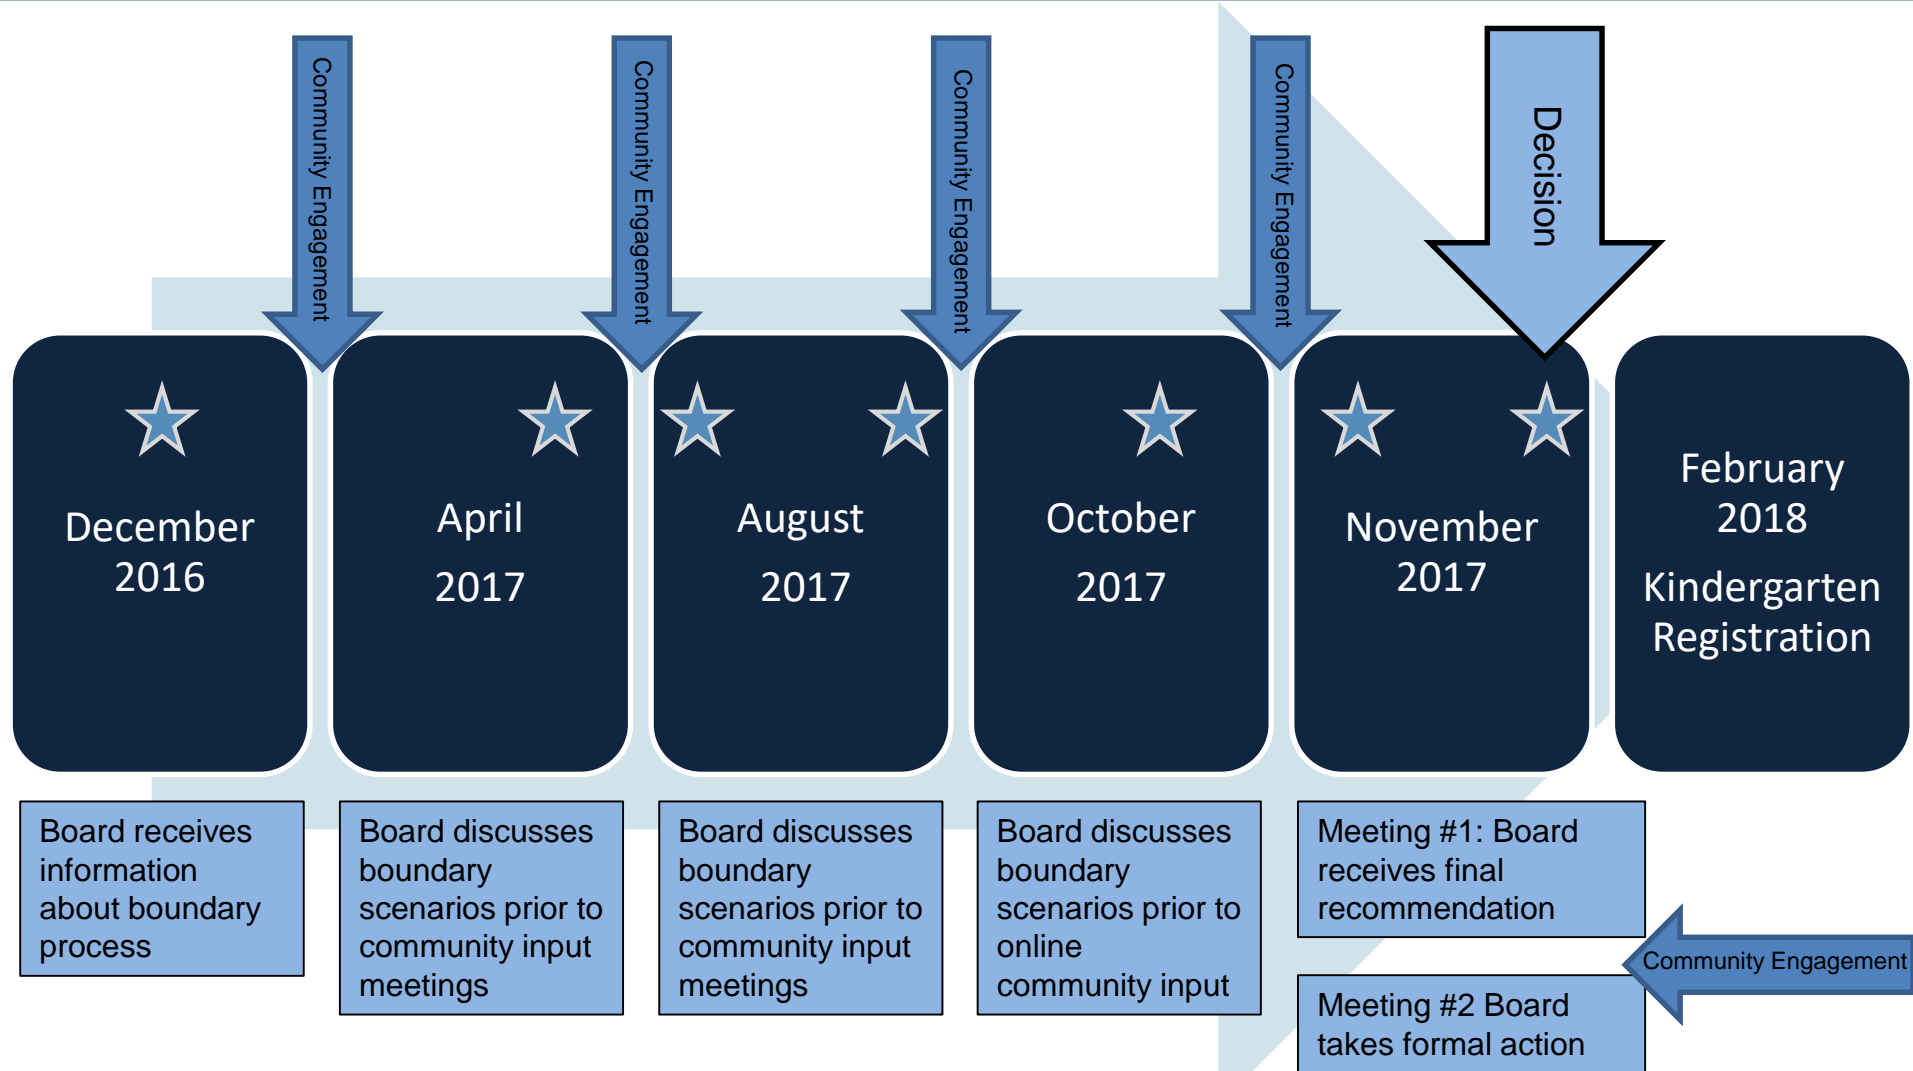 Community Engagement
Community Engagement
Community Engagement
Community Engagement
Decision
December
2016
April
2017
August
2017
October
2017
November
2017
February
2018
Kindergarten
Registration
Board receives
information
about boundary
process
Board discusses
boundary
scenarios prior to
community input
meetings
Board discusses
boundary
scenarios prior to
community input
meetings
Board discusses
boundary
scenarios prior to
online
community input
Meeting #1: Board
receives final
recommendation
Community Engagement
Meeting #2 Board
takes formal action